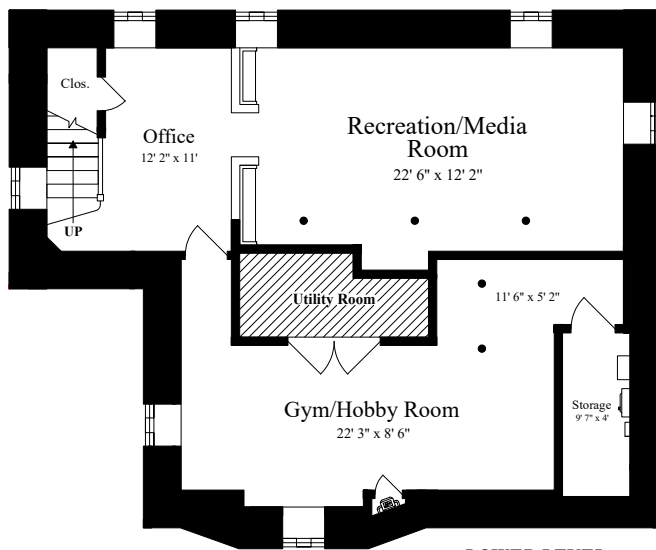 Clos.
Office
12' 2" x 11'
Recreation/Media
Room
22' 6" x 12' 2"
UP
Utility Room
11' 6" x 5' 2"
Gym/Hobby Room
22' 3" x 8' 6"
Storage
9' 7" x 4'